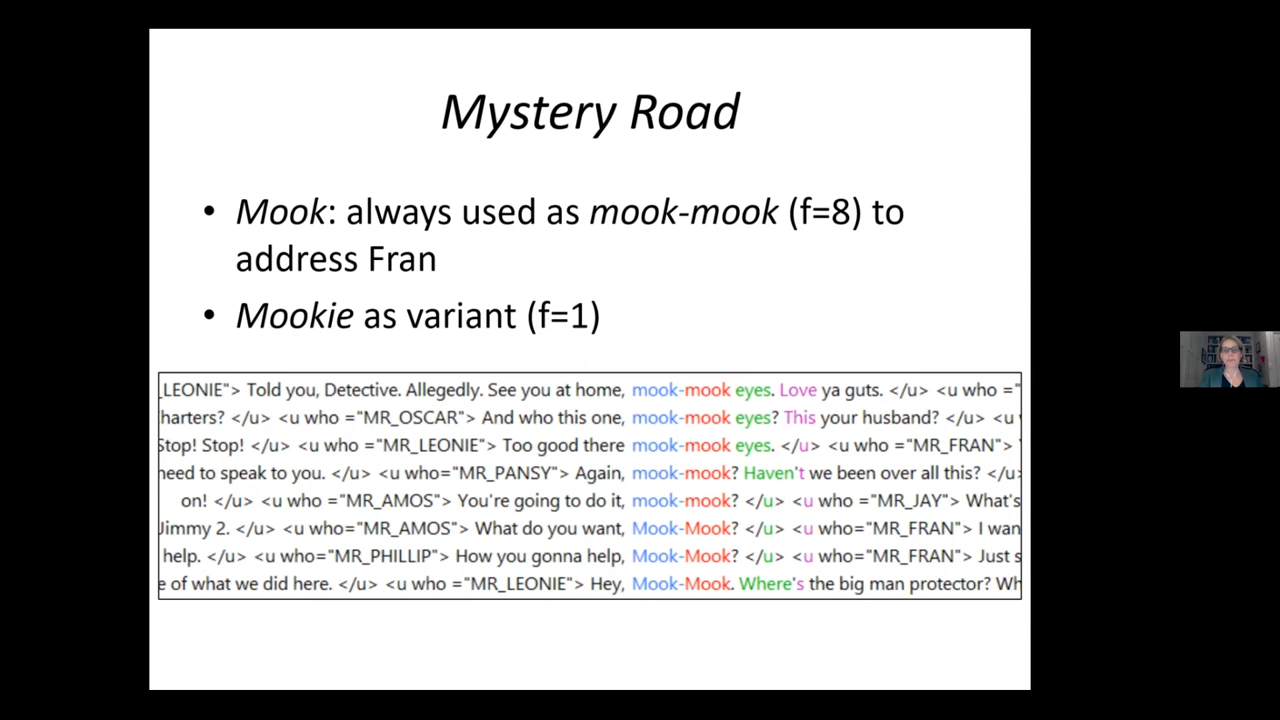 Mystery Road
• Mook: always used as mook-mook (f=8) to
address Fran
• Mookie as variant (f=1)
_LEONIE"> Told you, Detective. Allegedly. See you at home, mook-mook eyes. Love ya guts. </u> <u who ="
harters? </u> <u who ="MR_OSCAR"> And who this one, mook-mook eyes? This your husband? </u> <u
Stop! Stop! </u> <u who ="MR_LEONIE"> Too good there mook-mook eyes. </u> <u who ="MR_FRAN">
need to speak to you. </u> <u who="MR_PANSY"> Again, mook-mook? Haven't we been over all this? </u>
on! </u> <u who ="MR_AMOS"> You're going to do it, mook-mook? </u> <u who ="MR_JAY"> What's
Jimmy 2. </u> <u who="MR_AMOS"> What do you want, Mook-Mook? </u> <u who="MR_FRAN"> I wan
help. </u> <u who="MR_PHILLIP"> How you gonna help, Mook-Mook? </u> <u who="MR_FRAN"> Just s
e of what we did here. </u> <u who ="MR_LEONIE"> Hey, Mook-Mook. Where's the big man protector? Wh